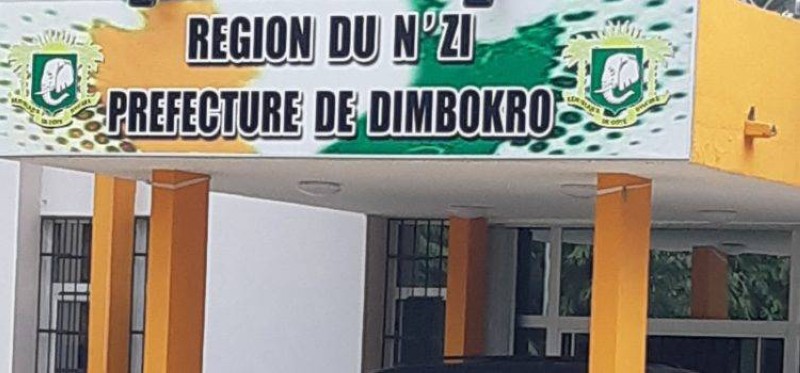 REGION DU N'ZI
PREFECTURE DE DIMBOKRO